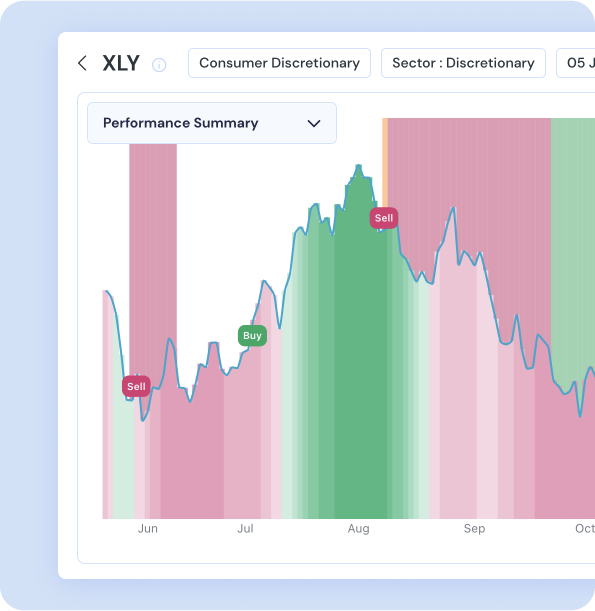 XLY
Consumer Discretionary
Sector : Discretionary
05 J
Performance Summary
Sell
Buy
Sell
Jun
Jul
Aug
Sep
Oct